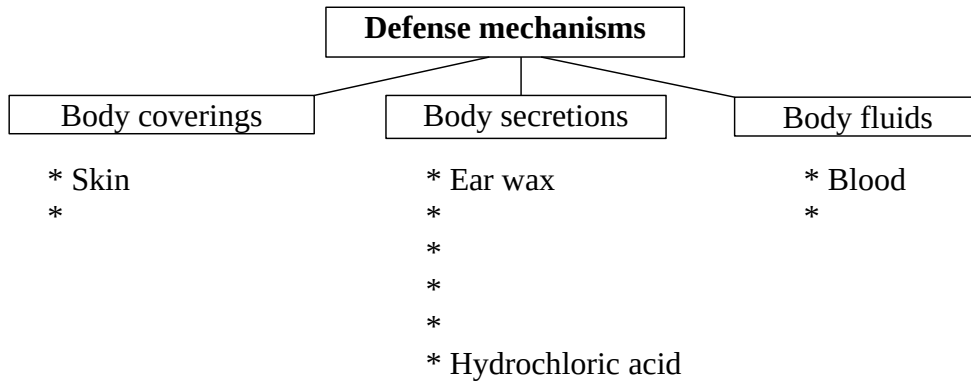 Defense mechanisms
Body coverings
* Skin
*
Body secretions
* Ear wax
*
*
*
*
* Hydrochloric acid
Body fluids
* Blood
*